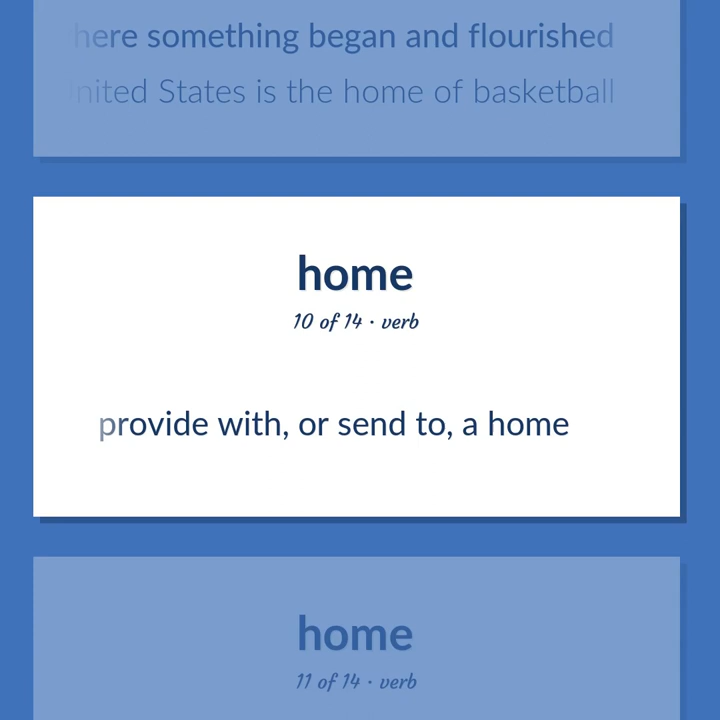 here something began and flourished
United States is the home of basketball
home
10 of 14 · verb
provide with, or send to, a home
home
11 of 14 · verb